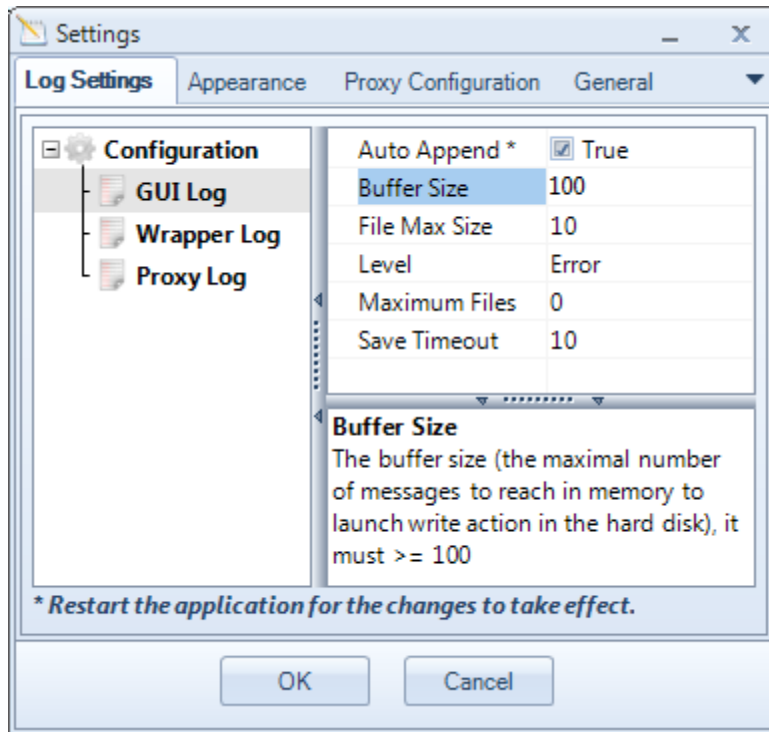 Settings
Log Settings Appearance Proxy Configuration General
Configuration
GUI Log
Wrapper Log
Proxy Log
Auto Append * True
Buffer Size 100
File Max Size 10
Level Error
Maximum Files 0
Save Timeout 10
Buffer Size
The buffer size (the maximal number
of messages to reach in memory to
launch write action in the hard disk), it
must >= 100
* Restart the application for the changes to take effect.
OK Cancel